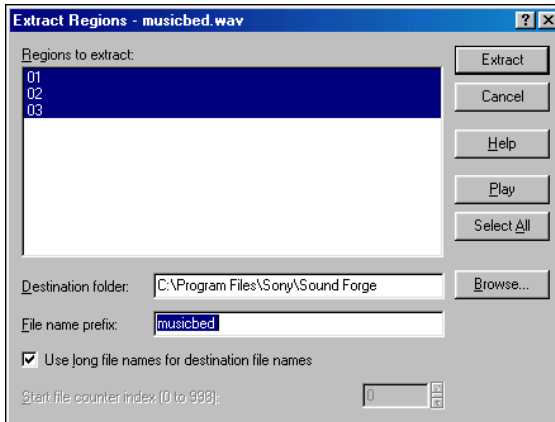 Extract Regions - musicbed.wav
Regions to extract:
01
02
03
Extract
Cancel
Help
Play
Select All
Destination folder:
C:\Program Files\Sony\Sound Forge
Browse...
File name prefix:
musicbed
Use long file names for destination file names
Start file counter index (0 to 998):
0